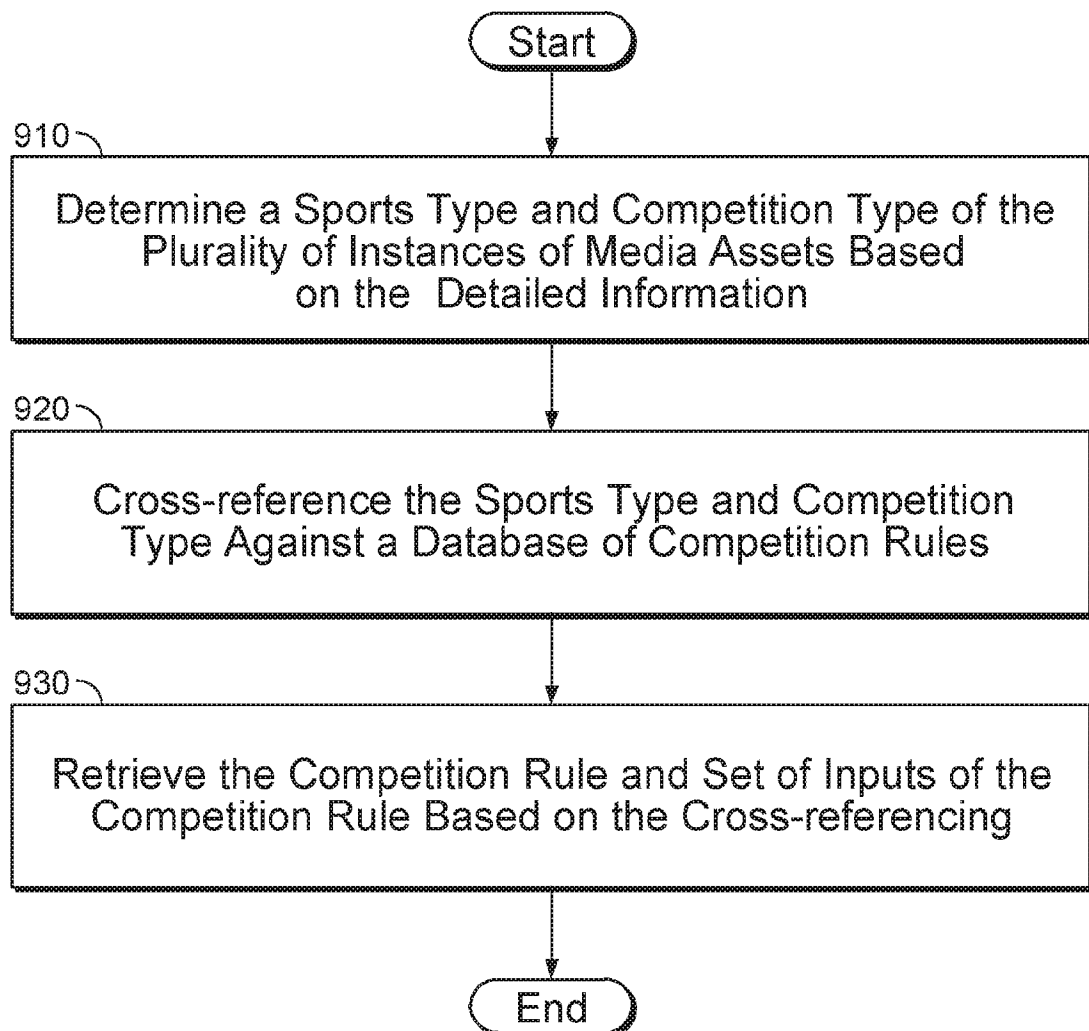 Start
910
Determine a Sports Type and Competition Type of the
Plurality of Instances of Media Assets Based
on the Detailed Information
920
Cross-reference the Sports Type and Competition
Type Against a Database of Competition Rules
930
Retrieve the Competition Rule and Set of Inputs of the
Competition Rule Based on the Cross-referencing
End